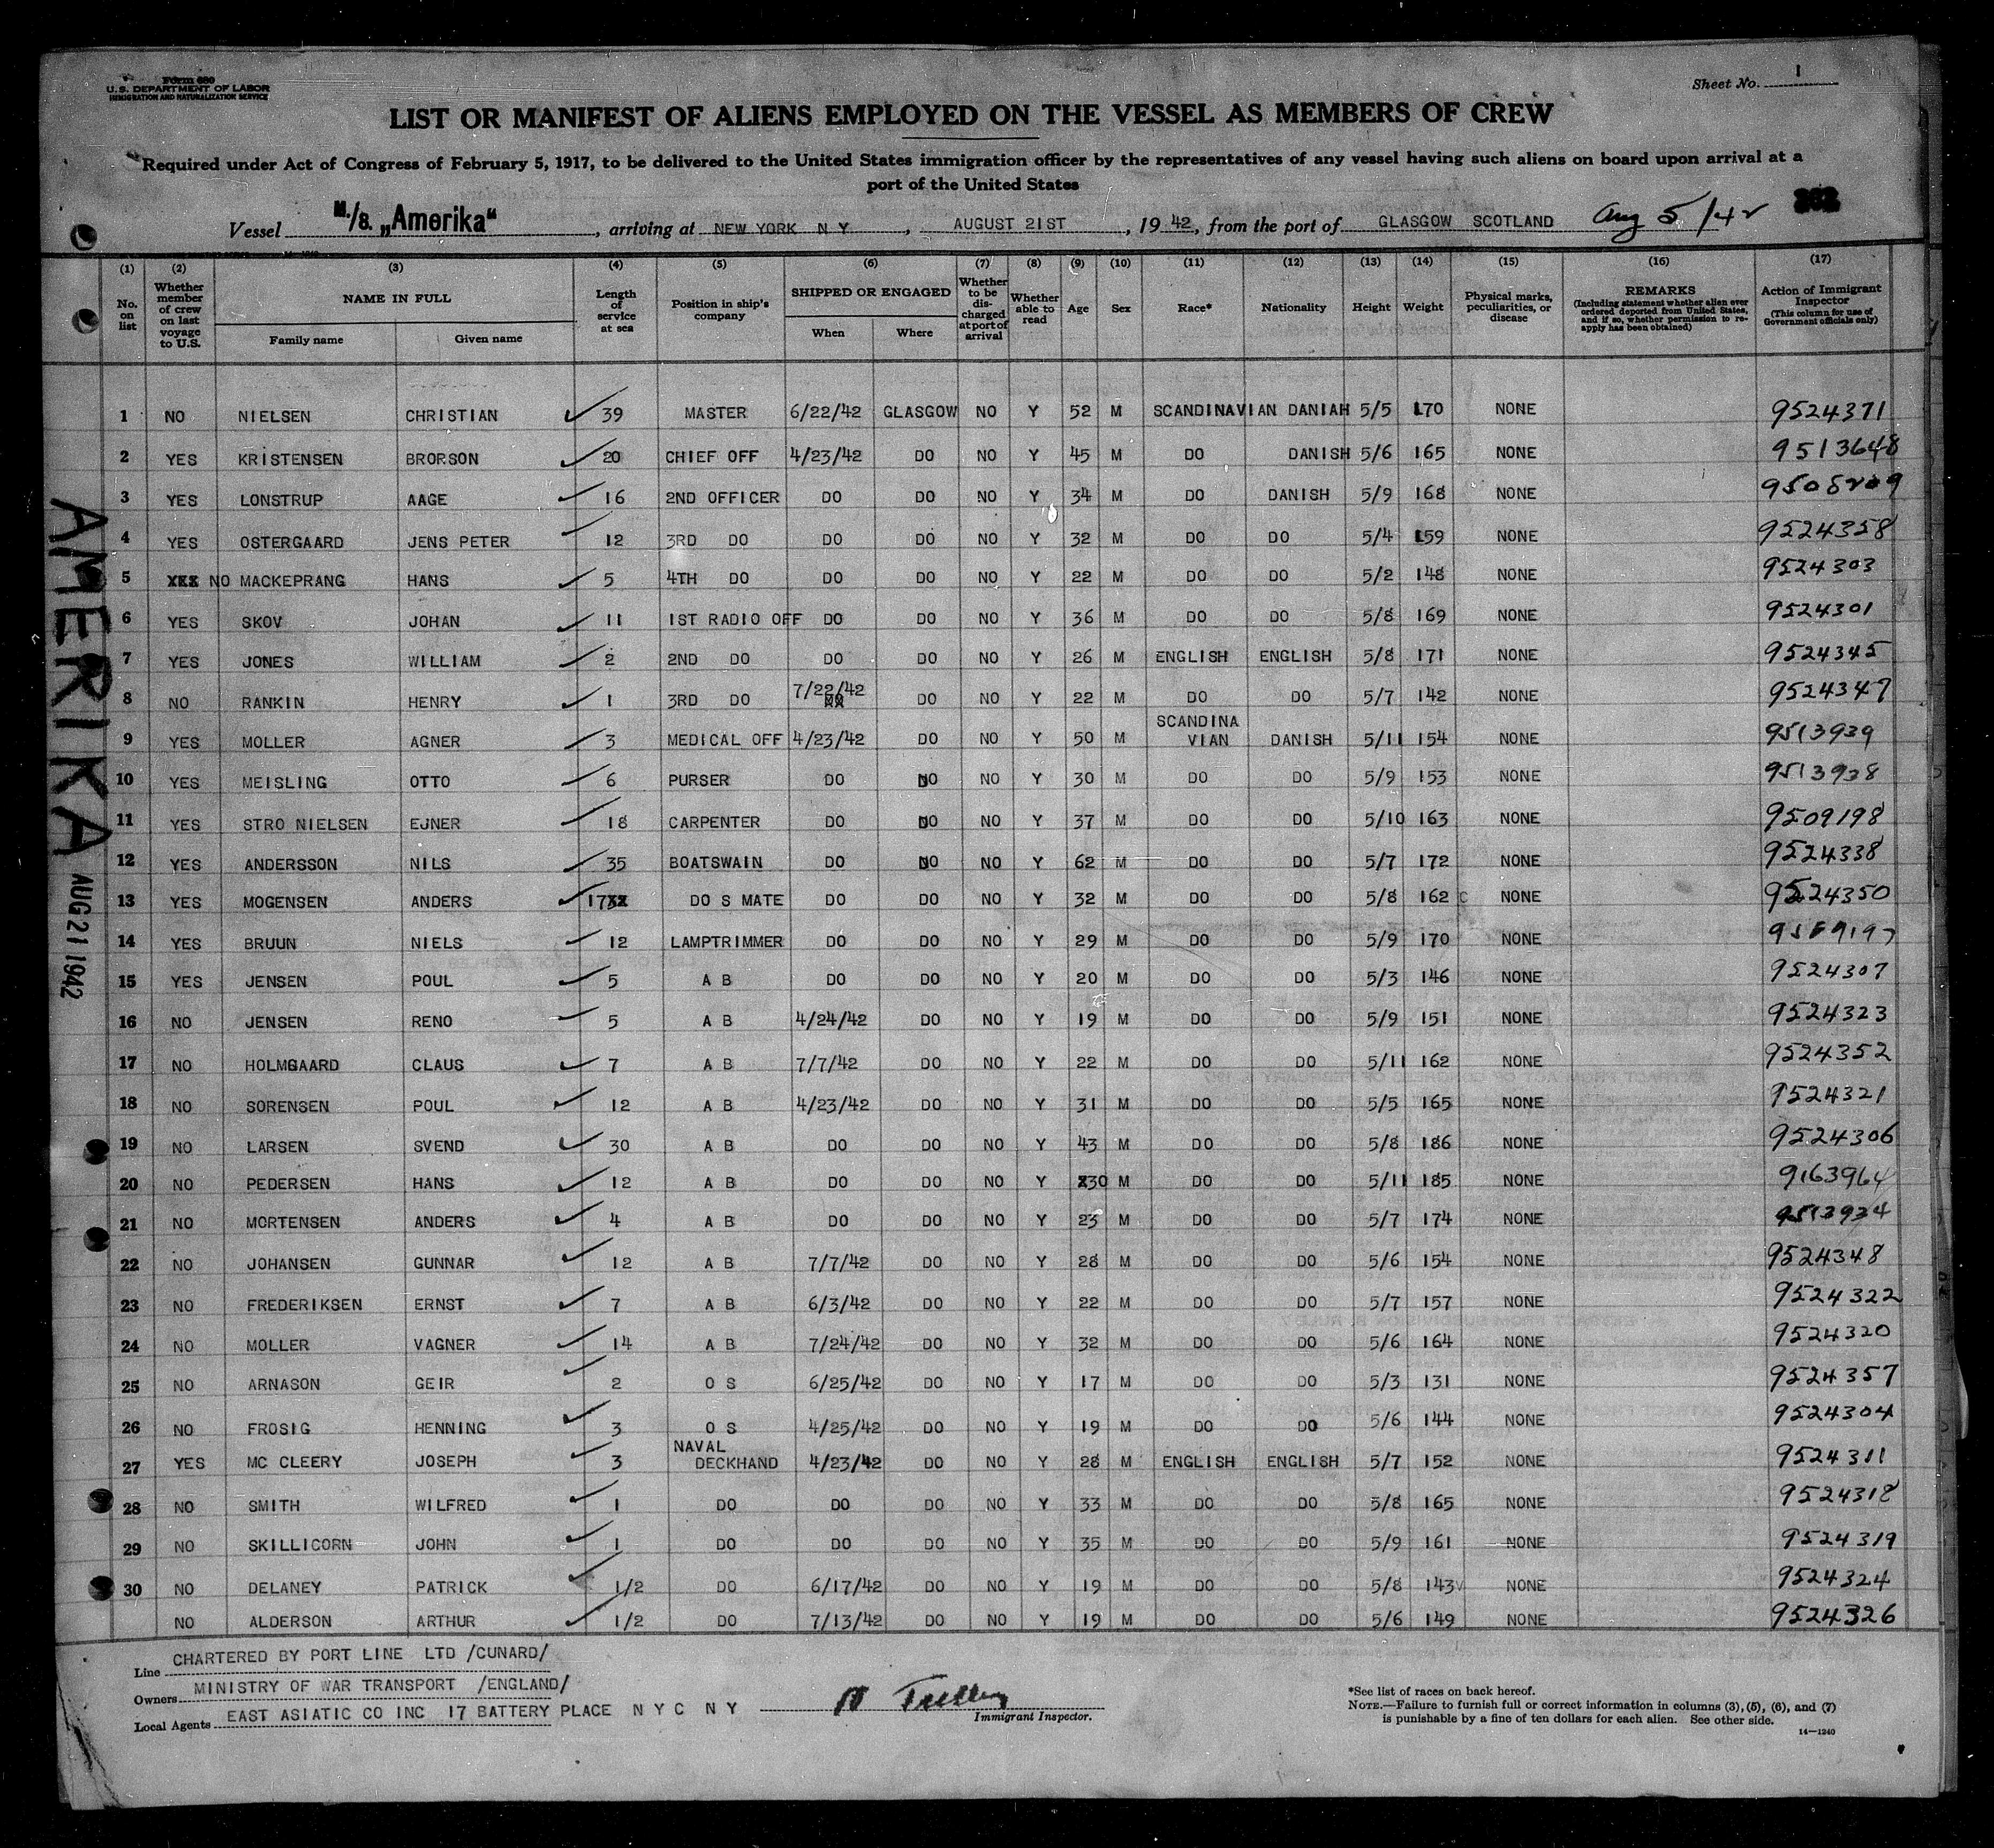 Form 680
U.S. DEPARTMENT OF LABOR
IMMIGRATION AND NATURALIZATION SERVICE
Sheet No. 1
LIST OR MANIFEST OF ALIENS EMPLOYED ON THE VESSEL AS MEMBERS OF CREW
Required under Act of Congress of February 5, 1917, to be delivered to the United States immigration officer by the representatives of any vessel having such aliens on board upon arrival at a
port of the United States
Vessel M./S. „Amerika“, arriving at NEW YORK N Y, AUGUST 21ST, 19 42, from the port of GLASGOW SCOTLAND Aug 5/42
(1) (2) (3) (4) (5) (6) (7) (8) (9) (10) (11) (12) (13) (14) (15) (16) (17)
No. on list
Whether member of crew on last voyage to U.S.
NAME IN FULL
Family name
Given name
Length of service at sea
Position in ship's company
SHIPPED OR ENGAGED
When
Where
Whether to be discharged at port of arrival
Whether able to read
Age
Sex
Race*
Nationality
Height
Weight
Physical marks, peculiarities, or disease
REMARKS
(Including statement whether alien ever ordered deported from United States, and if so, whether permission to reapply has been obtained)
Action of Immigrant Inspector
(This column for use of Government officials only)
1 NO NIELSEN CHRISTIAN 39 MASTER 6/22/42 GLASGOW NO Y 52 M SCANDINAVIAN DANIAH 5/5 170 NONE 9524371
2 YES KRISTENSEN BRORSON 20 CHIEF OFF 4/23/42 DO NO Y 45 M DO DANISH 5/6 165 NONE 9513648
3 YES LONSTRUP AAGE 16 2ND OFFICER DO DO NO Y 34 M DO DANISH 5/9 168 NONE
4 YES OSTERGAARD JENS PETER 12 3RD DO DO DO NO Y 32 M DO DO 5/4 159 NONE 9524358
5 XXX NO MACKEPRANG HANS 5 4TH DO DO DO NO Y 22 M DO DO 5/2 148 NONE 9524303
6 YES SKOV JOHAN 11 1ST RADIO OFF DO DO NO Y 36 M DO DO 5/8 169 NONE 9524301
7 YES JONES WILLIAM 2 2ND DO DO DO NO Y 26 M ENGLISH ENGLISH 5/8 171 NONE 9524345
8 NO RANKIN HENRY 1 3RD DO 7/22/42 DO NO Y 22 M DO DO 5/7 142 NONE 9524347
9 YES MOLLER AGNER 3 MEDICAL OFF 4/23/42 DO NO Y 50 M SCANDINAVIAN DANISH 5/11 154 NONE 9513939
10 YES MEISLING OTTO 6 PURSER DO DO NO Y 30 M DO DO 5/9 153 NONE 9513938
11 YES STRO NIELSEN EJNER 18 CARPENTER DO DO NO Y 37 M DO DO 5/10 163 NONE 9509198
12 YES ANDERSSON NILS 35 BOATSWAIN DO DO NO Y 62 M DO DO 5/7 172 NONE 9524338
13 YES MOGENSEN ANDERS 17XX DO S MATE DO DO NO Y 32 M DO DO 5/8 162 NONE 9524350
14 YES BRUUN NIELS 12 LAMPTRIMMER DO DO NO Y 29 M DO DO 5/9 170 NONE
15 YES JENSEN POUL 5 A B DO DO NO Y 20 M DO DO 5/3 146 NONE 9524307
16 NO JENSEN RENO 5 A B 4/24/42 DO NO Y 19 M DO DO 5/9 151 NONE 9524323
17 NO HOLMGAARD CLAUS 7 A B 7/7/42 DO NO Y 22 M DO DO 5/11 162 NONE 9524352
18 NO SORENSEN POUL 12 A B 4/23/42 DO NO Y 31 M DO DO 5/5 165 NONE 9524321
19 NO LARSEN SVEND 30 A B DO DO NO Y 43 M DO DO 5/8 186 NONE 9524306
20 NO PEDERSEN HANS 12 A B DO DO NO Y X30 M DO DO 5/11 185 NONE 9163964
21 NO MORTENSEN ANDERS 4 A B DO DO NO Y 23 M DO DO 5/7 174 NONE 9513934
22 NO JOHANSEN GUNNAR 12 A B 7/7/42 DO NO Y 28 M DO DO 5/6 154 NONE 9524348
23 NO FREDERIKSEN ERNST 7 A B 6/3/42 DO NO Y 22 M DO DO 5/7 157 NONE 9524322
24 NO MOLLER VAGNER 14 A B 7/24/42 DO NO Y 32 M DO DO 5/6 164 NONE 9524320
25 NO ARNASON GEIR 2 O S 6/25/42 DO NO Y 17 M DO DO 5/3 131 NONE 9524357
26 NO FROSIG HENNING 3 O S 4/25/42 DO NO Y 19 M DO DO 5/6 144 NONE 9524304
27 YES MC CLEERY JOSEPH 3 NAVAL DECKHAND 4/23/42 DO NO Y 28 M ENGLISH ENGLISH 5/7 152 NONE 9524311
28 NO SMITH WILFRED 1 DO DO DO NO Y 33 M DO DO 5/8 165 NONE 9524318
29 NO SKILLICORN JOHN 1 DO DO DO NO Y 35 M DO DO 5/9 161 NONE 9524319
30 NO DELANEY PATRICK 1/2 DO 6/17/42 DO NO Y 19 M DO DO 5/8 143 NONE 9524324
NO ALDERSON ARTHUR 1/2 DO 7/13/42 DO NO Y 19 M DO DO 5/6 149 NONE 9524326
AMERIKA AUG 21 1942
Line CHARTERED BY PORT LINE LTD /CUNARD/
Owners MINISTRY OF WAR TRANSPORT /ENGLAND/
Local Agents EAST ASIATIC CO INC 17 BATTERY PLACE N Y C N Y
Immigrant Inspector.
*See list of races on back hereof.
NOTE.—Failure to furnish full or correct information in columns (3), (5), (6), and (7)
is punishable by a fine of ten dollars for each alien. See other side.
14—1240